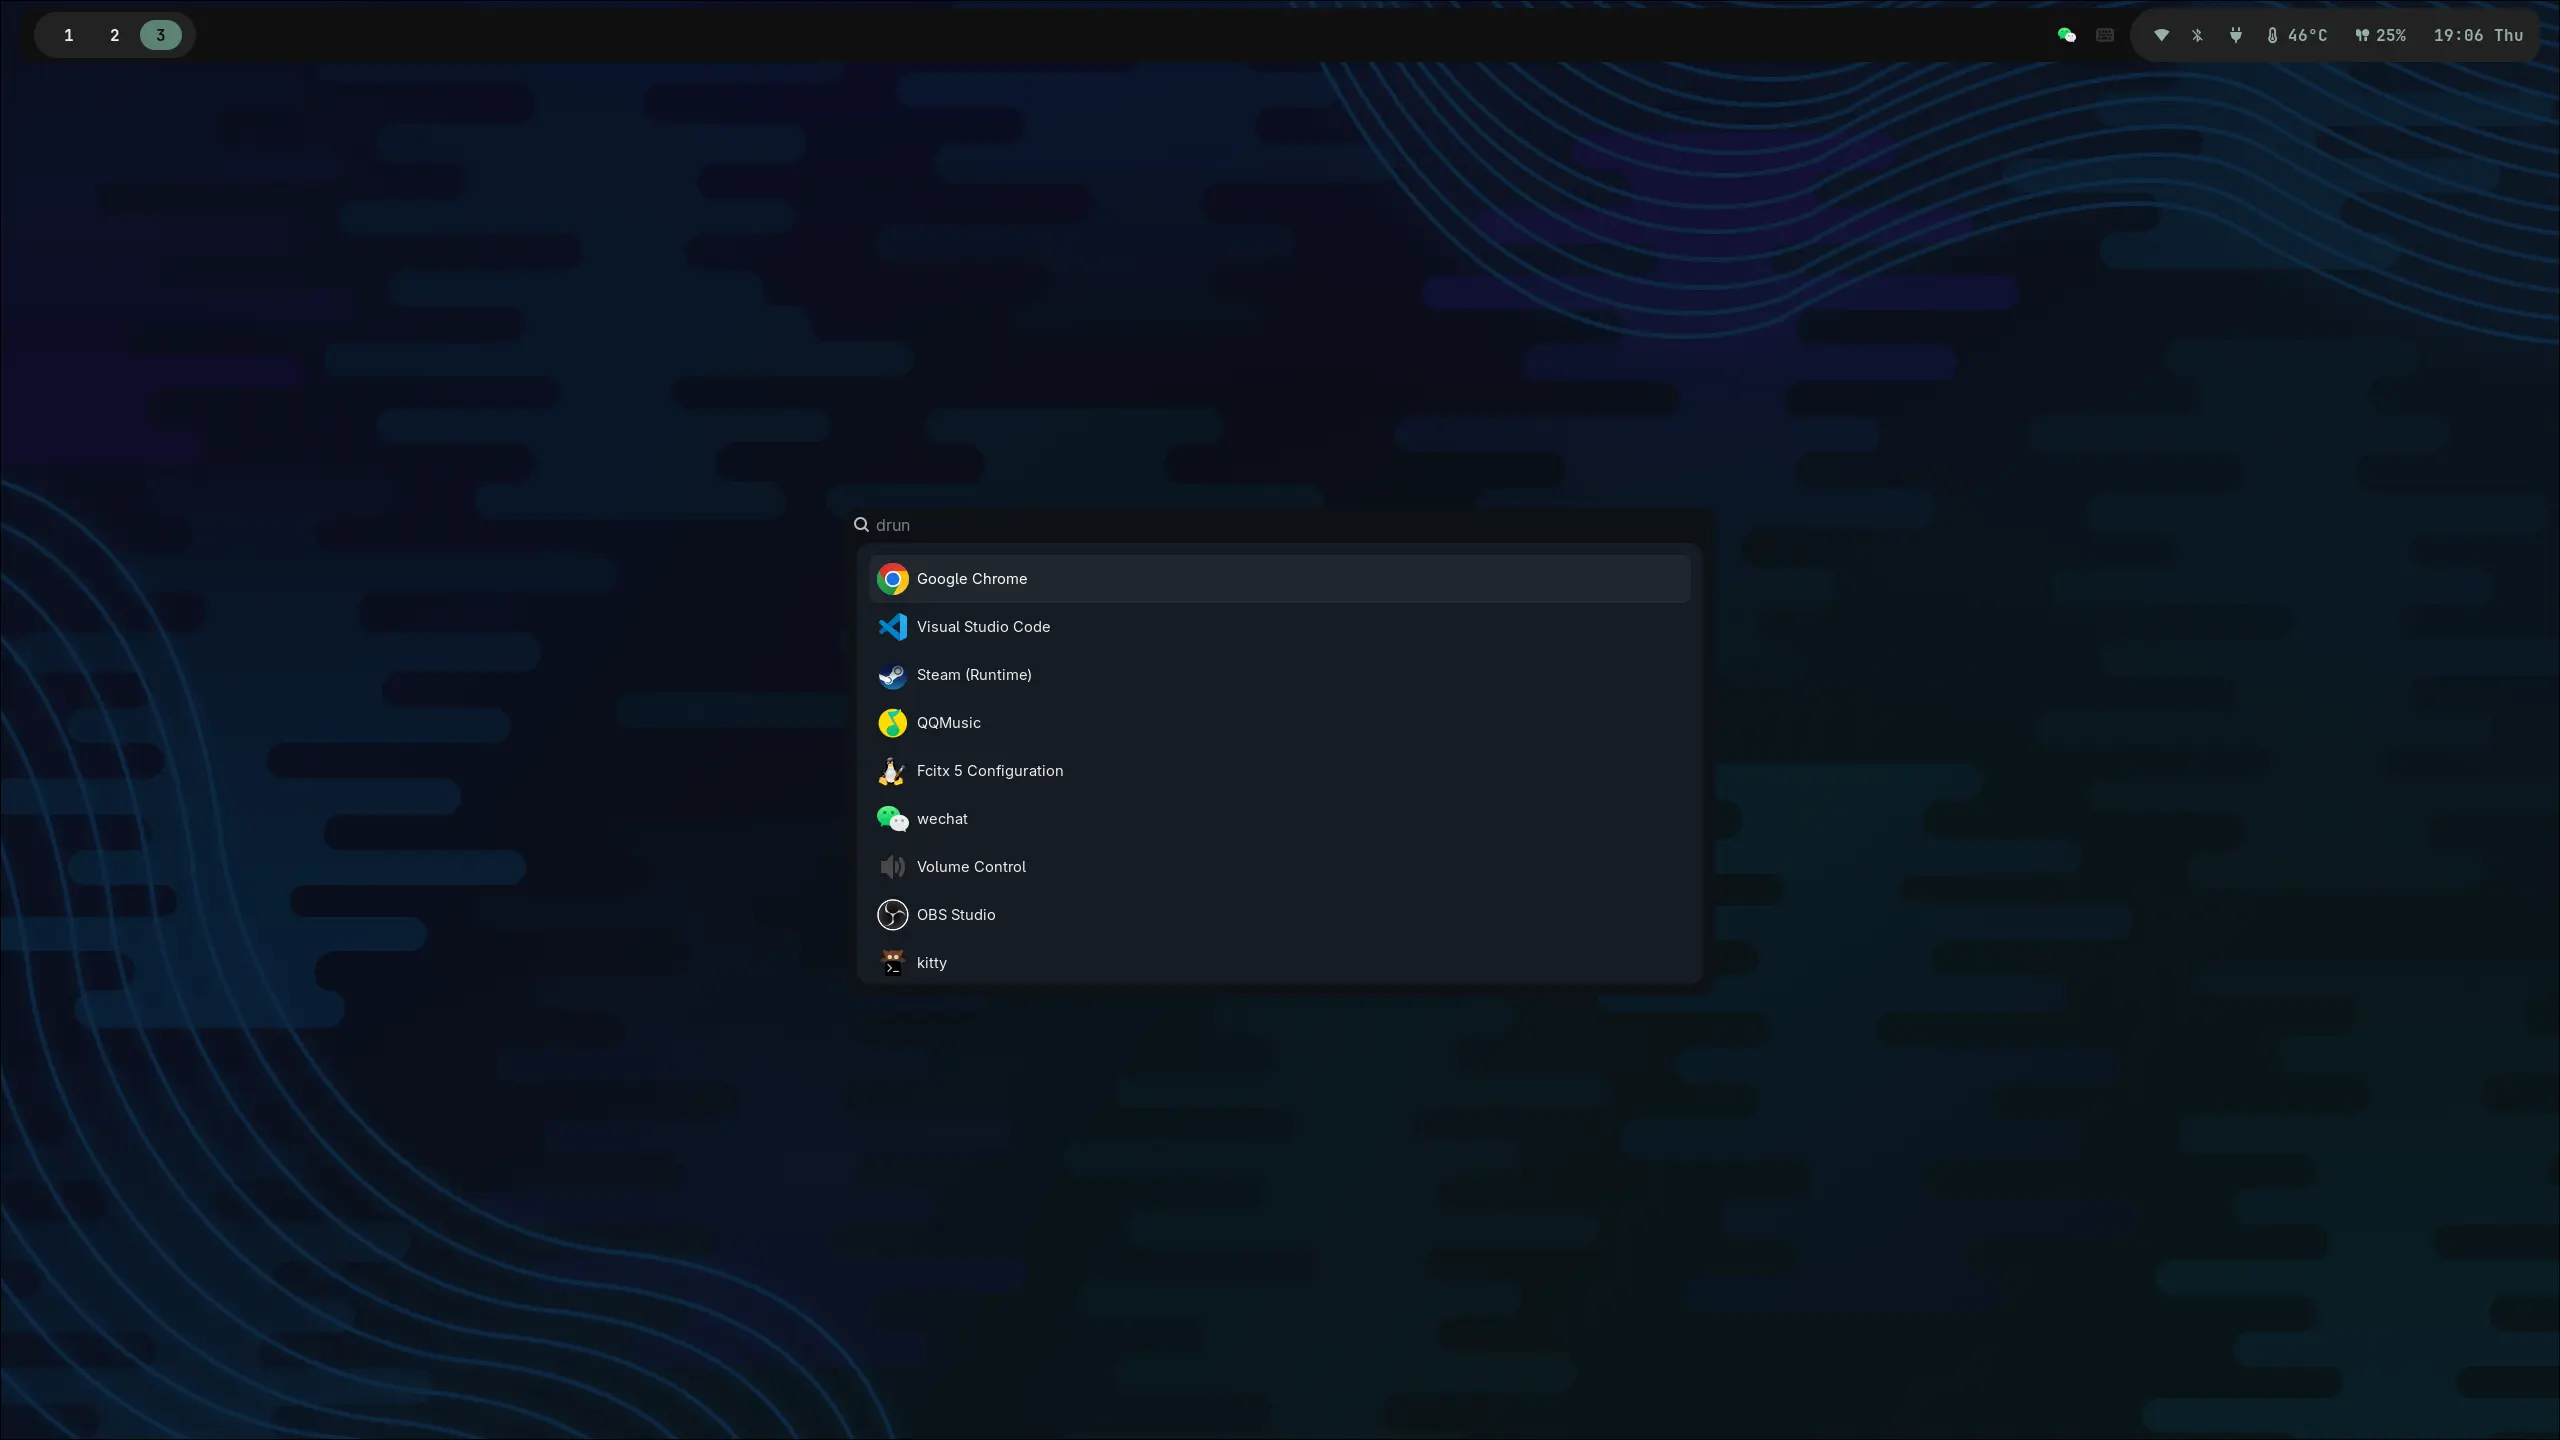 1 2 3 46°C 25% 19:06 Thu
drun
Google Chrome
Visual Studio Code
Steam (Runtime)
QQMusic
Fcitx 5 Configuration
wechat
Volume Control
OBS Studio
kitty